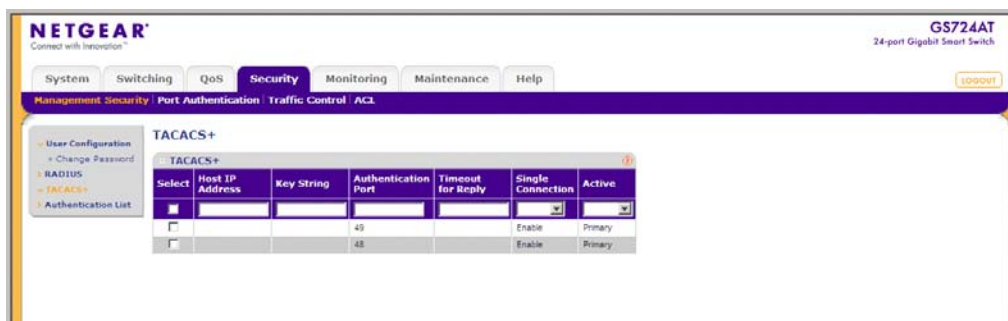 NETGEAR
Connect with Innovation™
GS724AT
24-port Gigabit Smart Switch
System Switching QoS Security Monitoring Maintenance Help
LOGOUT
Management Security Port Authentication Traffic Control ACL
User Configuration
Change Password
RADIUS
TACACS+
Authentication List
TACACS+
TACACS+
Select Host IP Address Key String Authentication Port Timeout for Reply Single Connection Active
49 Enable Primary
48 Enable Primary